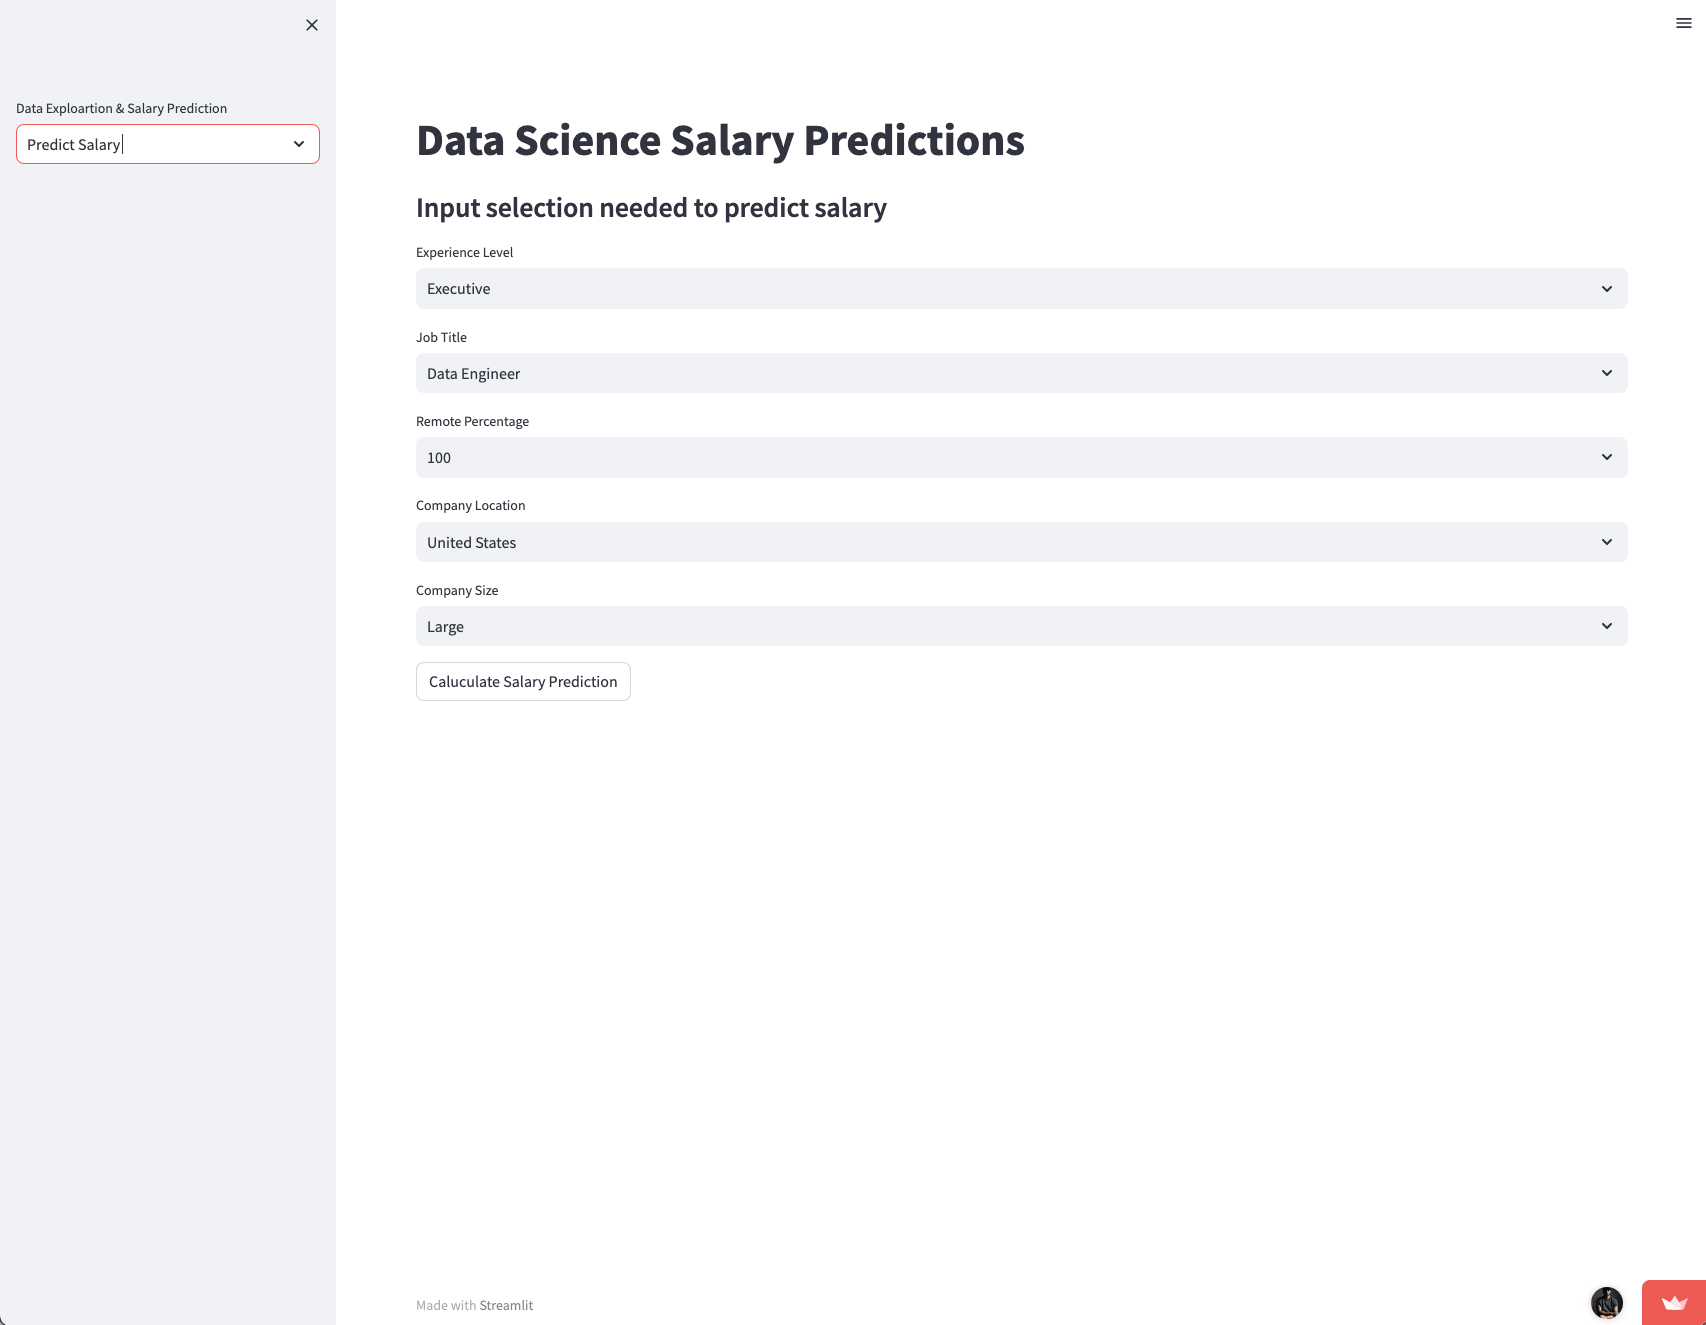 Data Exploartion & Salary Prediction
Predict Salary
Data Science Salary Predictions
Input selection needed to predict salary
Experience Level
Executive
Job Title
Data Engineer
Remote Percentage
100
Company Location
United States
Company Size
Large
Caluculate Salary Prediction
Made with Streamlit